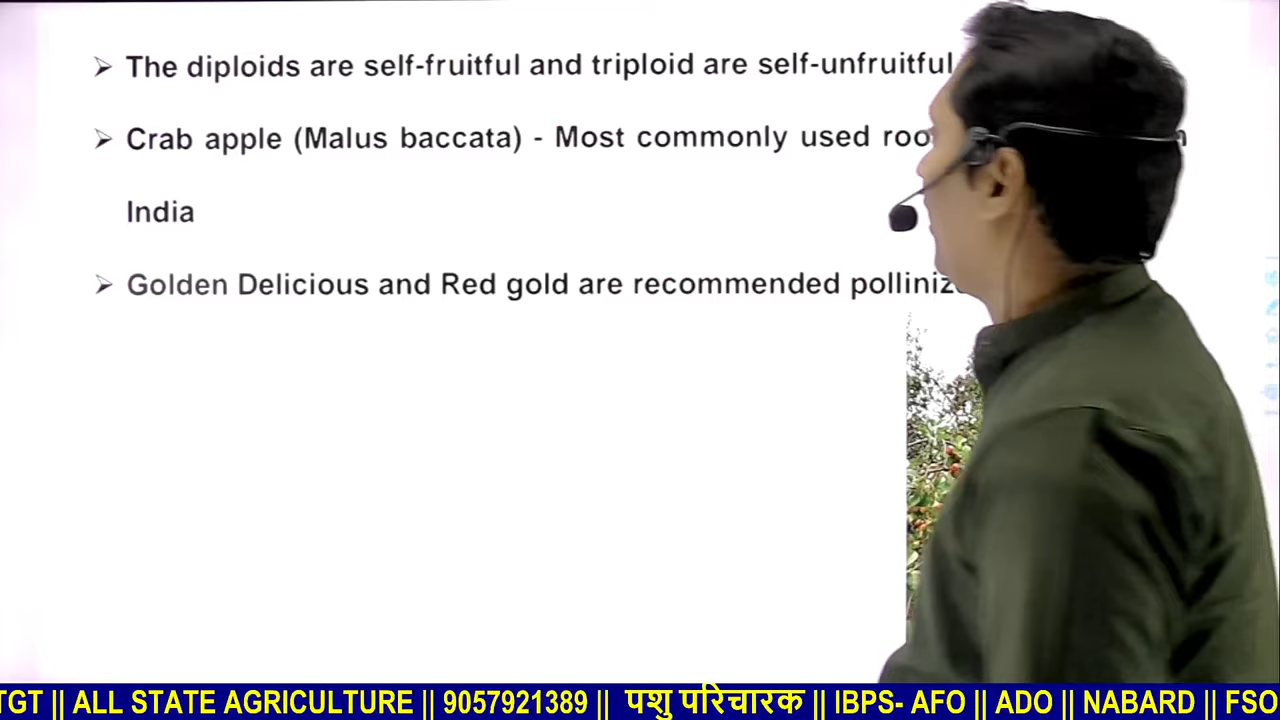 ➢ The diploids are self-fruitful and triploid are self-unfruitful
➢ Crab apple (Malus baccata) - Most commonly used
India
➢ Golden Delicious and Red gold are recommended
TGT || ALL STATE AGRICULTURE || 9057921389 || पशु परिचारक || IBPS- AFO || ADO || NABARD || FSO